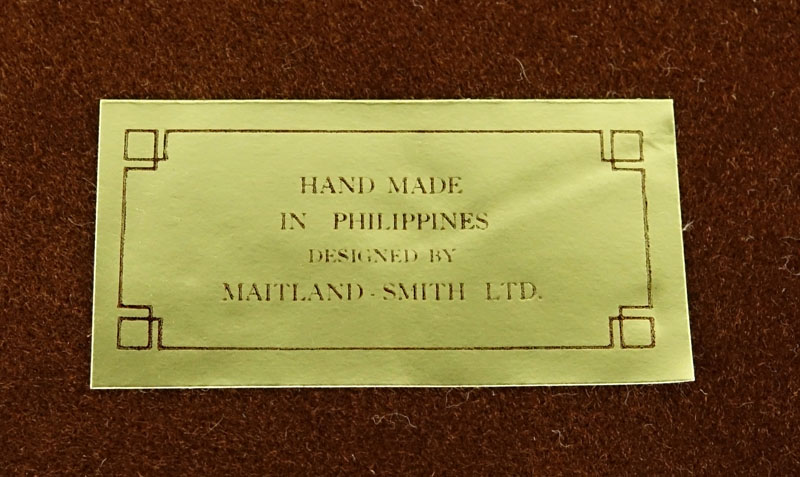 HAND MADE
IN PHILIPPINES
DESIGNED BY
MAITLAND-SMITH LTD.